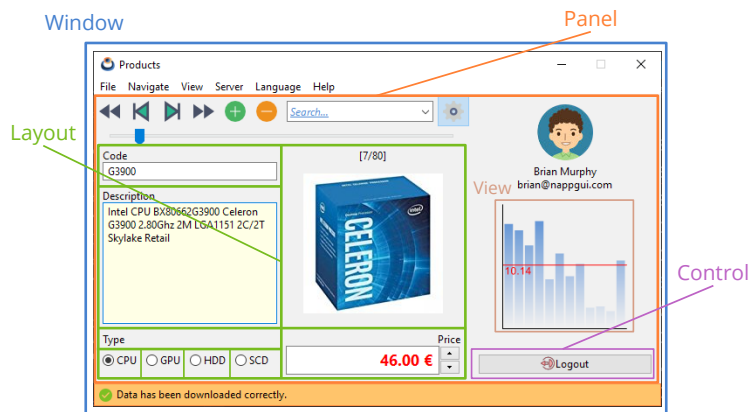 Window
Panel
Products
File Navigate View Server Language Help
Search...
Layout
Code
G3900
[7/80]
Brian Murphy
brian@nappgui.com
Description
View
Intel CPU BX80662G3900 Celeron
G3900 2.80Ghz 2M LGA1151 2C/2T
Skylake Retail
intel
CELERON
10.14
Control
Type
Price
CPU GPU HDD SCD
46.00 €
Logout
Data has been downloaded correctly.